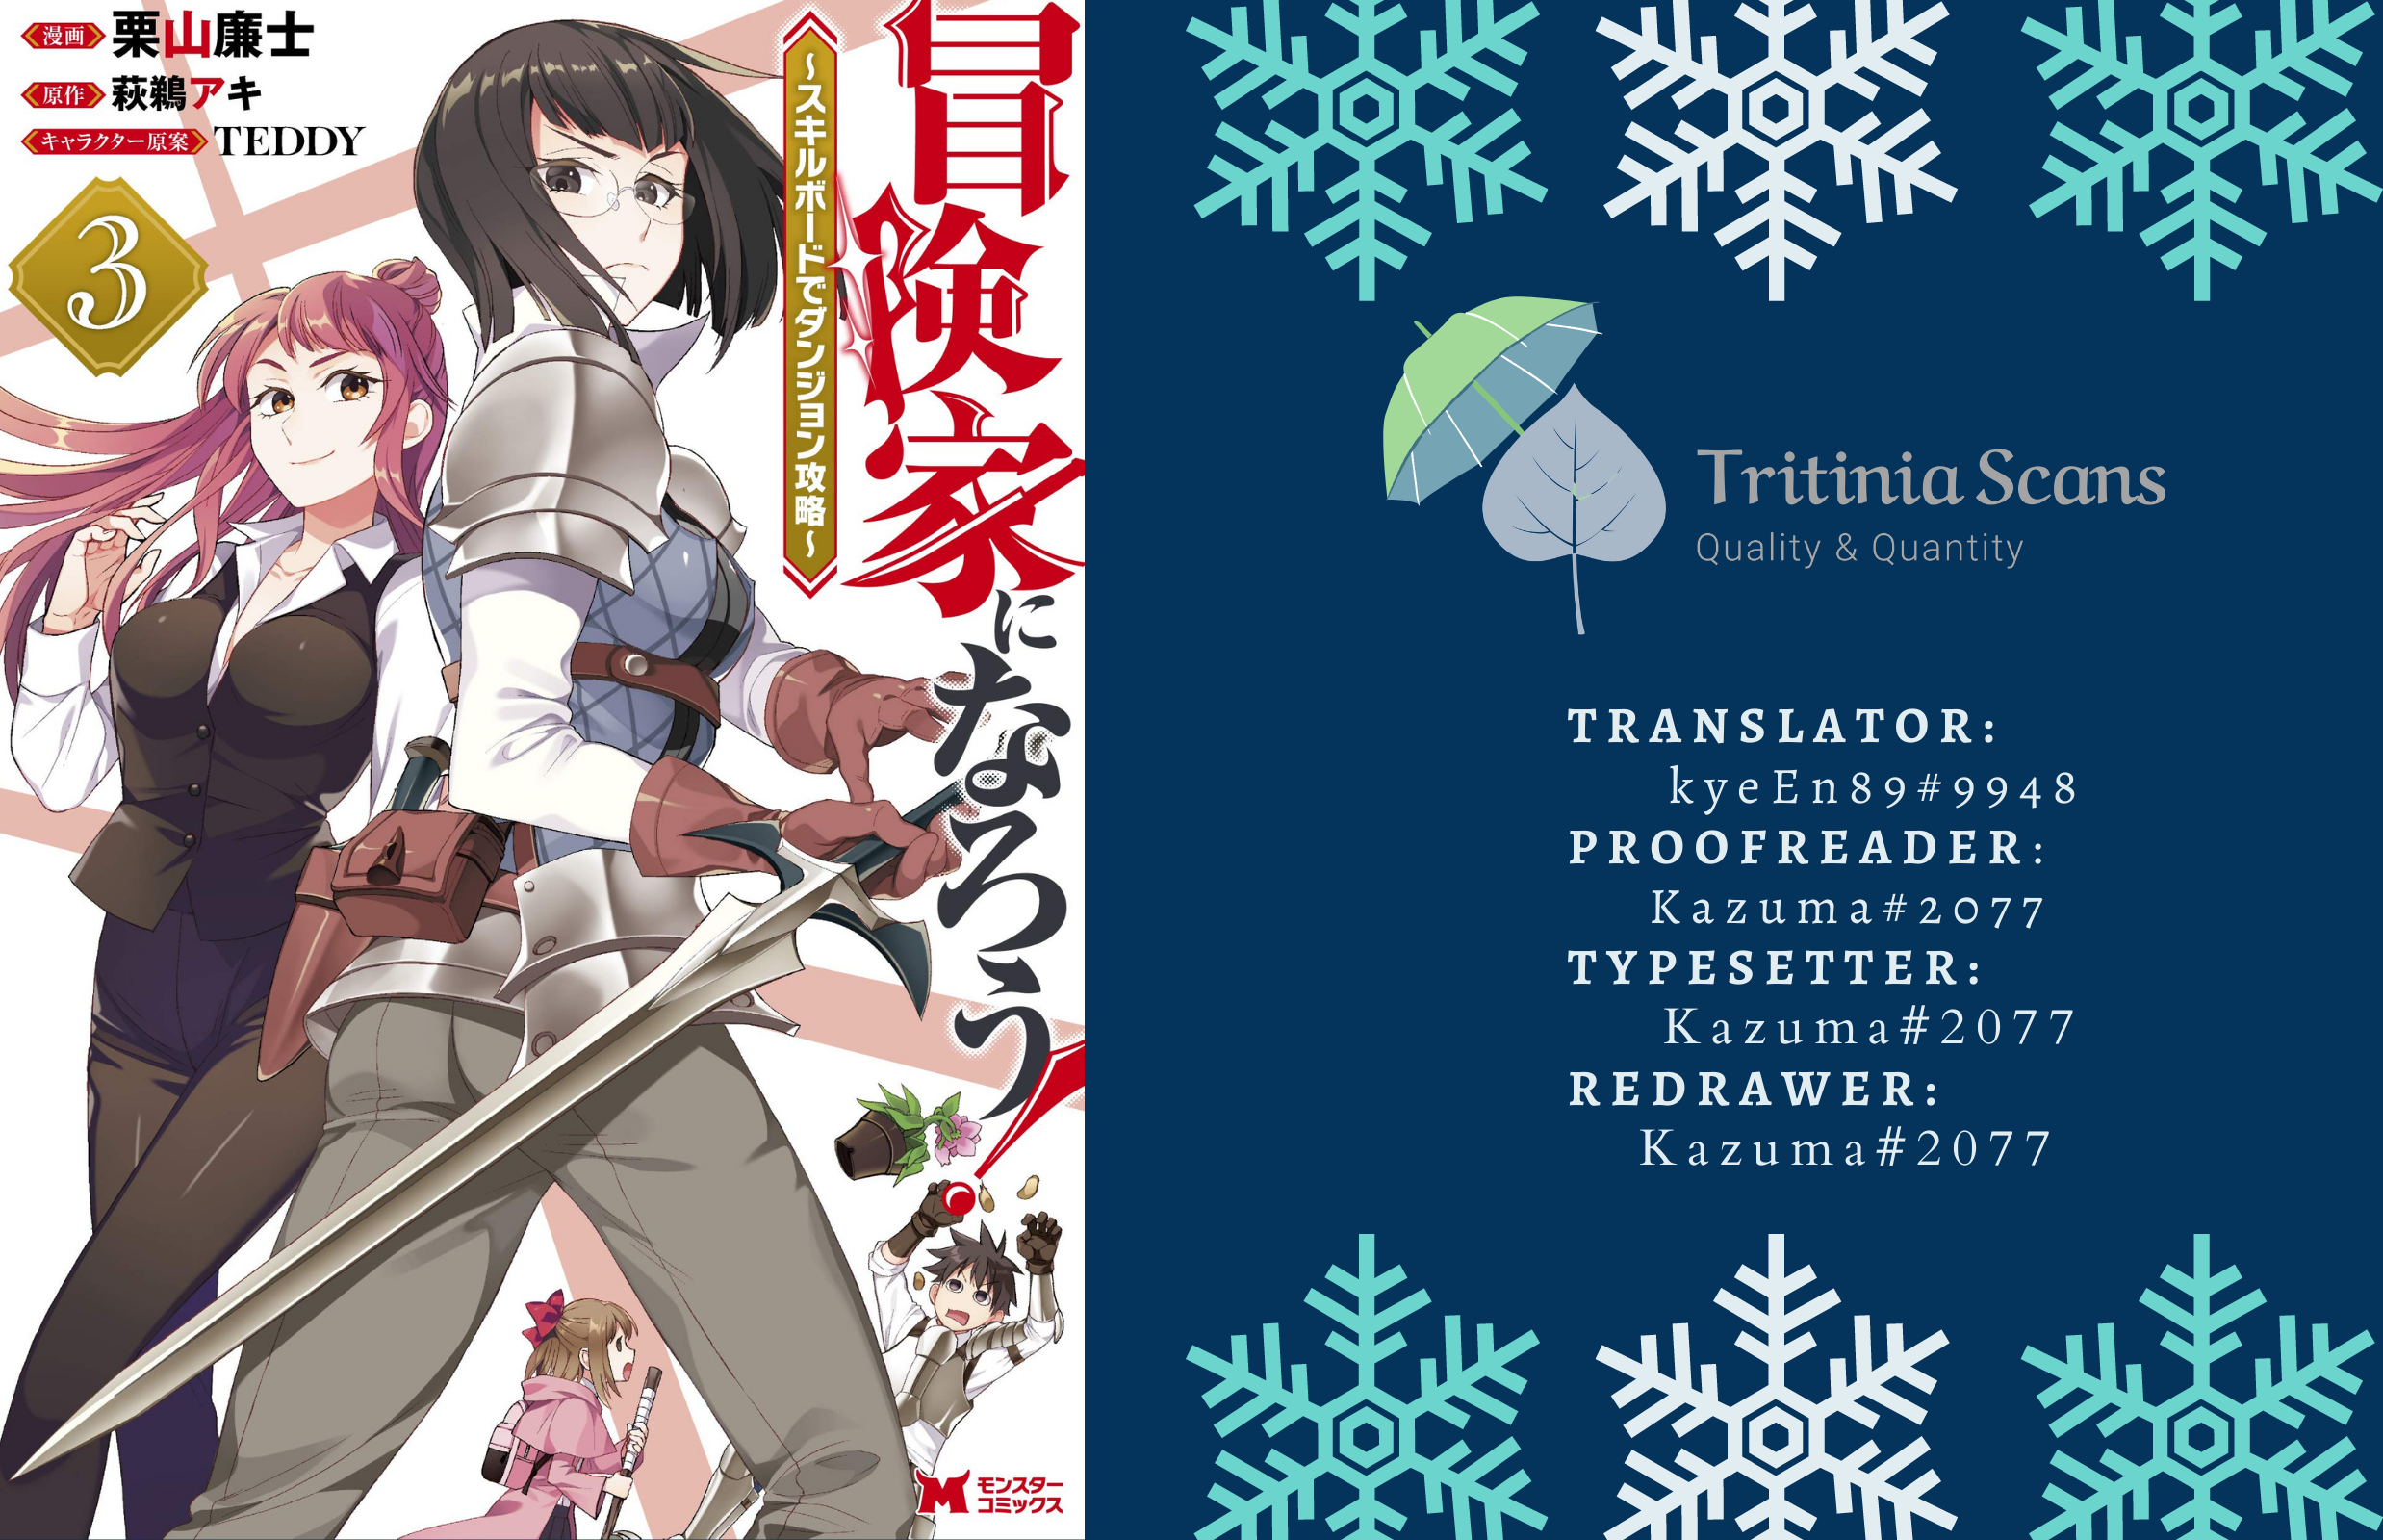 漫画 栗山廉士
原作 萩鵜アキ
キャラクター原案 TEDDY
3
冒険家になろう!
~スキルボードでダンジョン攻略~
M モンスター
コミックス
Tritinia Scans
Quality & Quantity
TRANSLATOR:
kyeEn89#9948
PROOFREADER:
Kazuma#2077
TYPESETTER:
Kazuma#2077
REDRAWER:
Kazuma#2077